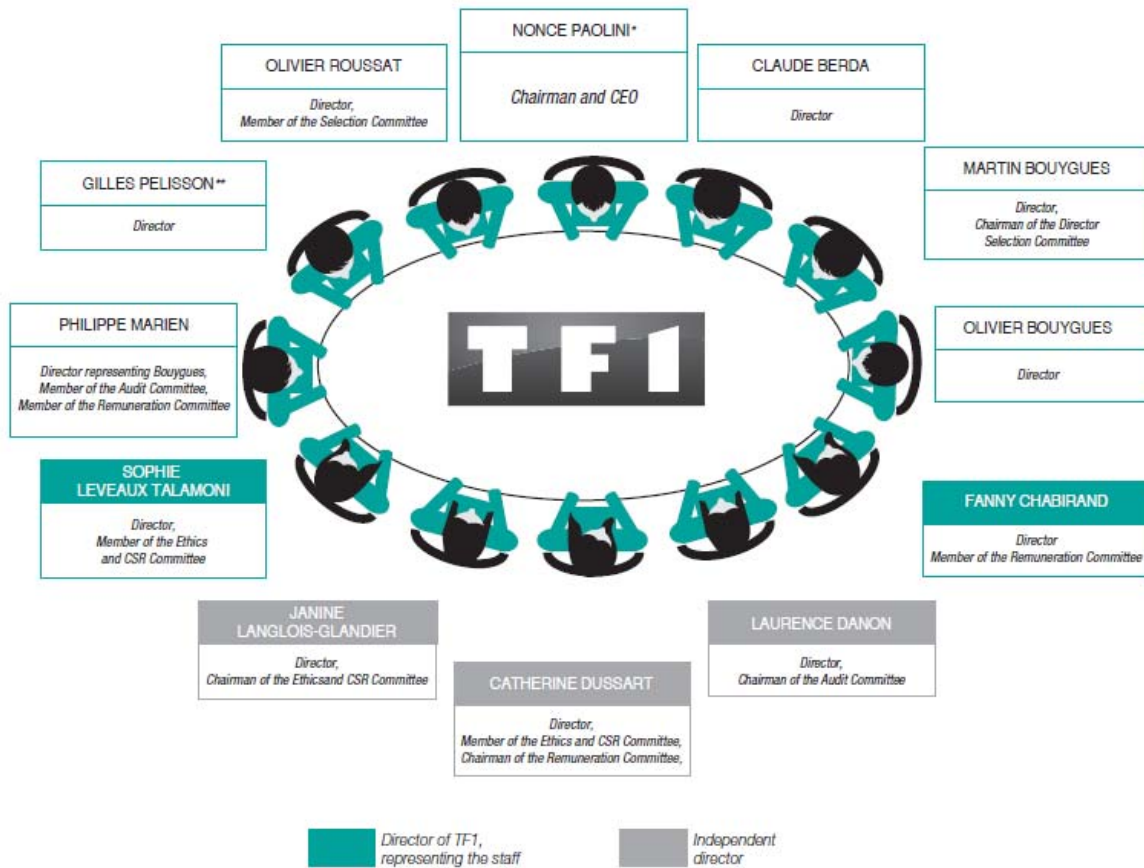 NONCE PAOLINI*
Chairman and CEO
OLIVIER ROUSSAT
Director,
Member of the Selection Committee
CLAUDE BERDA
Director
GILLES PELISSON**
Director
MARTIN BOUYGUES
Director,
Chairman of the Director
Selection Committee
PHILIPPE MARIEN
Director representing Bouygues,
Member of the Audit Committee,
Member of the Remuneration Committee
TF1
OLIVIER BOUYGUES
Director
SOPHIE
LEVEAUX TALAMONI
Director,
Member of the Ethics
and CSR Committee
FANNY CHABIRAND
Director
Member of the Remuneration Committee
JANINE
LANGLOIS-GLANDIER
Director,
Chairman of the Ethicsand CSR Committee
CATHERINE DUSSART
Director,
Member of the Ethics and CSR Committee,
Chairman of the Remuneration Committee,
LAURENCE DANON
Director,
Chairman of the Audit Committee
Director of TF1,
representing the staff
Independent
director